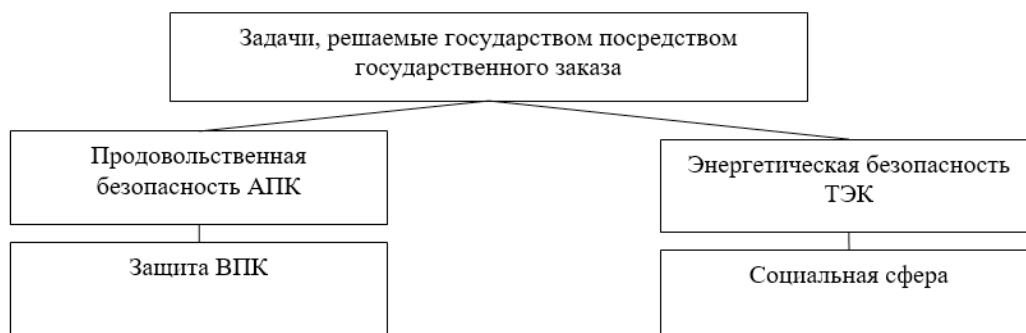 Задачи, решаемые государством посредством
государственного заказа
Продовольственная
безопасность АПК
Энергетическая безопасность
ТЭК
Защита ВПК
Социальная сфера